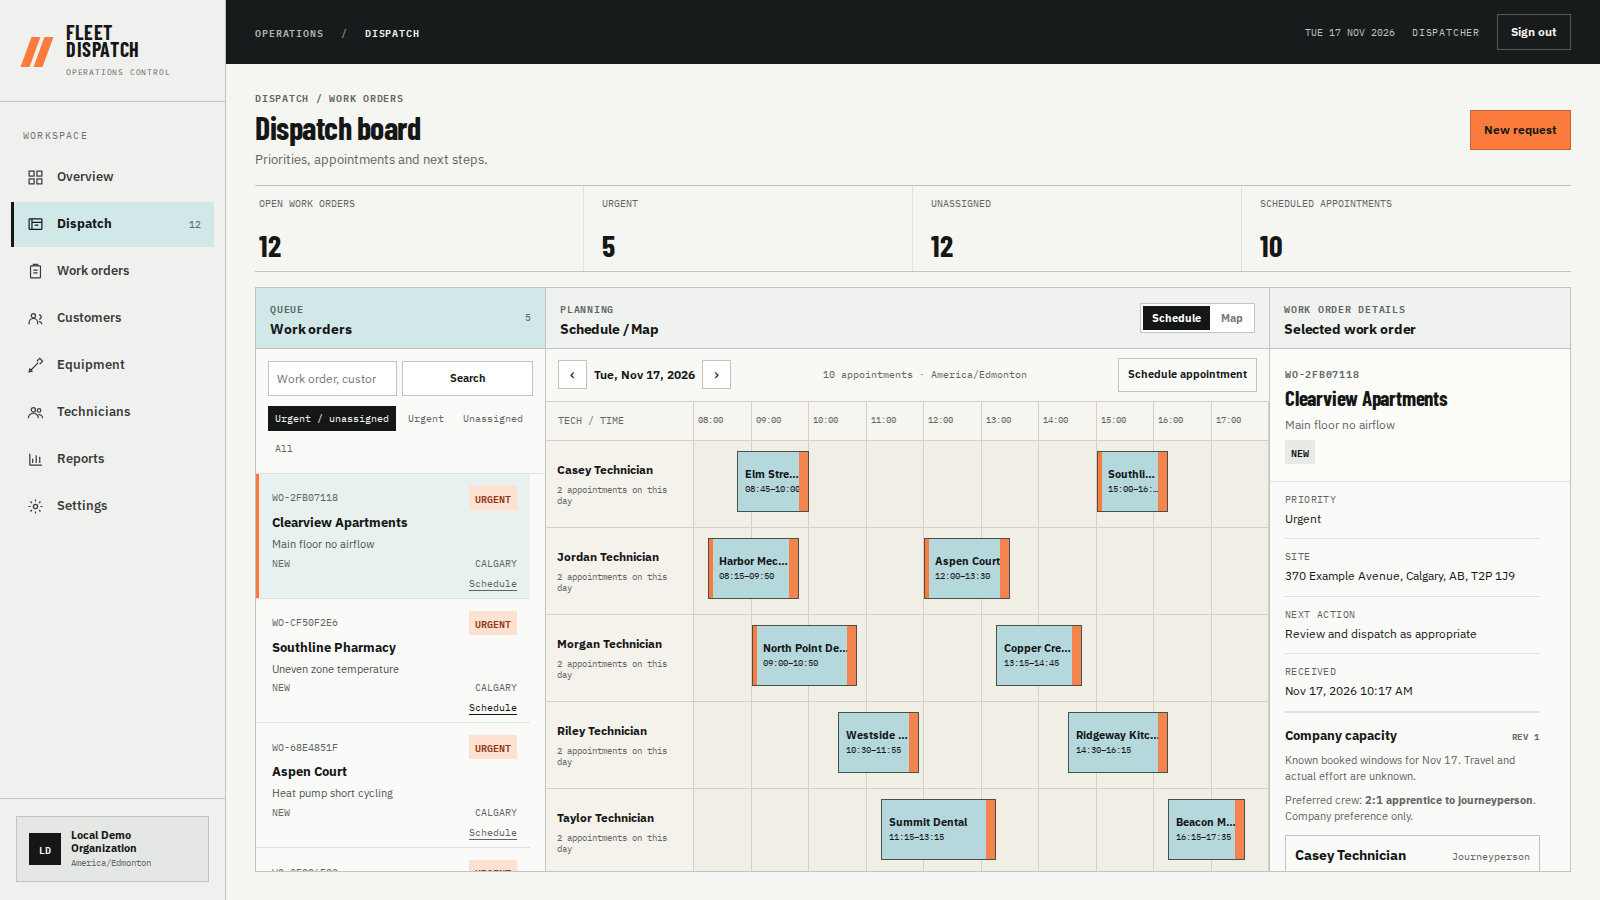 FLEET
DISPATCH
OPERATIONS CONTROL
WORKSPACE
Overview
Dispatch 12
Work orders
Customers
Equipment
Technicians
Reports
Settings
LD
Local Demo
Organization
America/Edmonton
OPERATIONS / DISPATCH
TUE 17 NOV 2026 DISPATCHER Sign out
DISPATCH / WORK ORDERS
Dispatch board
Priorities, appointments and next steps.
New request
OPEN WORK ORDERS
12
URGENT
5
UNASSIGNED
12
SCHEDULED APPOINTMENTS
10
QUEUE
Work orders
5
Work order, custor
Search
Urgent / unassigned Urgent Unassigned
All
WO-2FB07118 URGENT
Clearview Apartments
Main floor no airflow
NEW CALGARY
Schedule
WO-CF50F2E6 URGENT
Southline Pharmacy
Uneven zone temperature
NEW CALGARY
Schedule
WO-68E4851F URGENT
Aspen Court
Heat pump short cycling
NEW CALGARY
Schedule
PLANNING
Schedule / Map
Schedule Map
‹ Tue, Nov 17, 2026 ›
10 appointments · America/Edmonton
Schedule appointment
TECH / TIME 08:00 09:00 10:00 11:00 12:00 13:00 14:00 15:00 16:00 17:00
Casey Technician
2 appointments on this
day
Elm Stre…
08:45–10:00
Southli…
15:00–16:…
Jordan Technician
2 appointments on this
day
Harbor Mec…
08:15–09:50
Aspen Court
12:00–13:30
Morgan Technician
2 appointments on this
day
North Point De…
09:00–10:50
Copper Cre…
13:15–14:45
Riley Technician
2 appointments on this
day
Westside …
10:30–11:55
Ridgeway Kitc…
14:30–16:15
Taylor Technician
2 appointments on this
day
Summit Dental
11:15–13:15
Beacon M…
16:15–17:35
WORK ORDER DETAILS
Selected work order
WO-2FB07118
Clearview Apartments
Main floor no airflow
NEW
PRIORITY
Urgent
SITE
370 Example Avenue, Calgary, AB, T2P 1J9
NEXT ACTION
Review and dispatch as appropriate
RECEIVED
Nov 17, 2026 10:17 AM
Company capacity REV 1
Known booked windows for Nov 17. Travel and
actual effort are unknown.
Preferred crew: 2:1 apprentice to journeyperson.
Company preference only.
Casey Technician Journeyperson